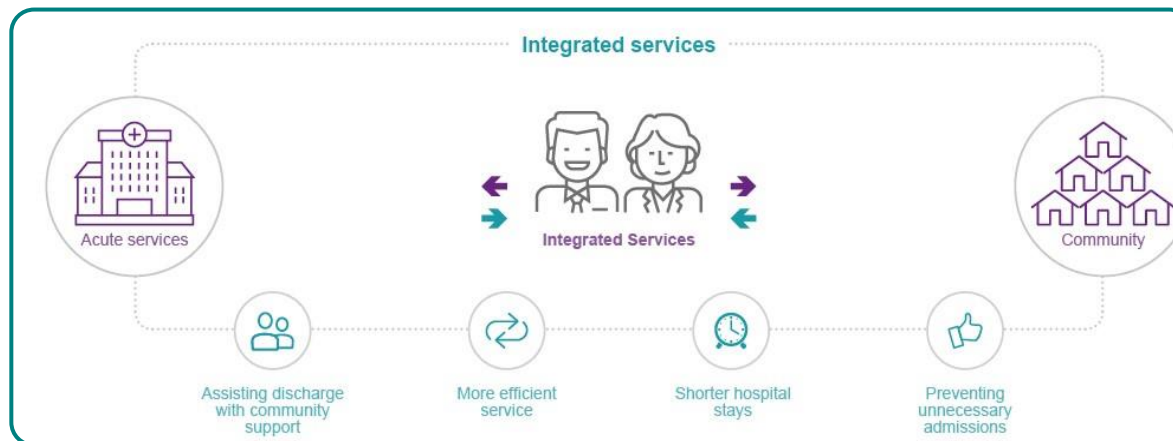 Integrated services
Acute services
Integrated Services
Community
Assisting discharge
with community
support
More efficient
service
Shorter hospital
stays
Preventing
unnecessary
admissions